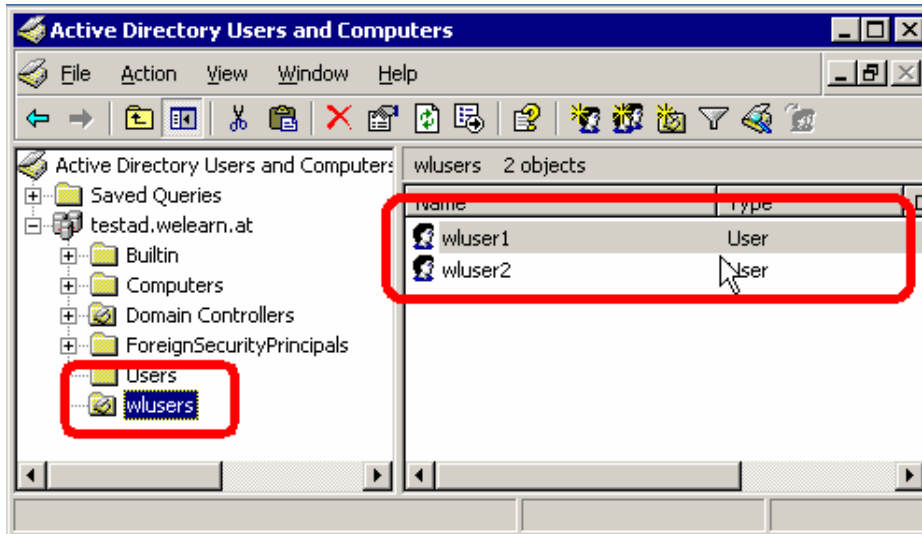 Active Directory Users and Computers
File Action View Window Help
Active Directory Users and Computers
wlusers 2 objects
Saved Queries
Name Type D
testad.welearn.at
wluser1 User
Builtin
wluser2 User
Computers
Domain Controllers
ForeignSecurityPrincipals
Users
wlusers